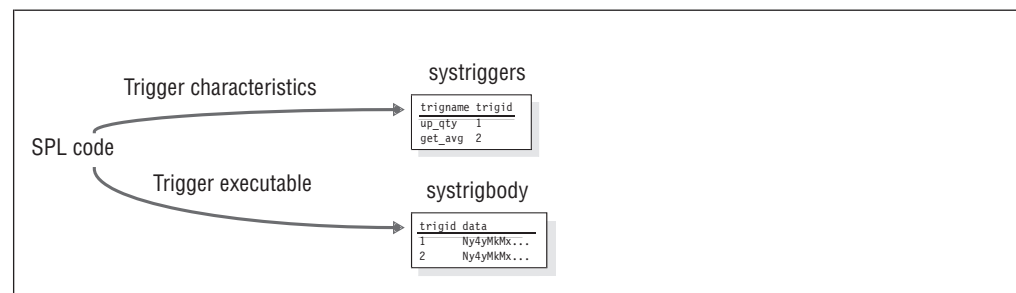 systriggers
Trigger characteristics
trigname trigid
up_qty 1
get_avg 2
SPL code
Trigger executable
systrigbody
trigid data
1 Ny4yMkMx...
2 Ny4yMkMx...